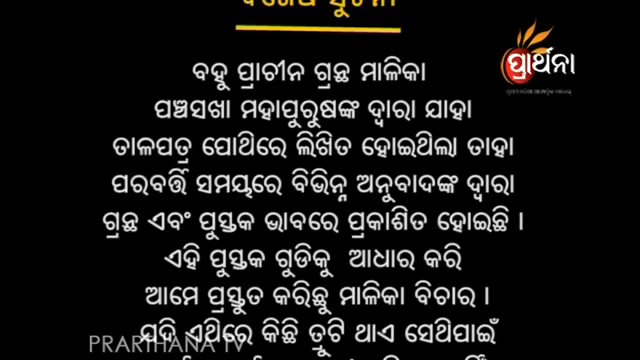 ବହୁ ପ୍ରାଚୀନ ଗ୍ରନ୍ଥ ମାଳିକା
ପଞ୍ଚସଖା ମହାପୁରୁଷଙ୍କ ଦ୍ୱାରା ଯାହା
ତାଳପତ୍ର ପୋଥିରେ ଲିଖିତ ହୋଇଥିଲା ତାହା
ପରବର୍ତ୍ତି ସମୟରେ ବିଭିନ୍ନ ଅନୁବାଦଙ୍କ ଦ୍ୱାରା
ଗ୍ରନ୍ଥ ଏବଂ ପୁସ୍ତକ ଭାବରେ ପ୍ରକାଶିତ ହୋଇଛି ।
ଏହି ପୁସ୍ତକ ଗୁଡିକୁ ଆଧାର କରି
ଆମେ ପ୍ରସ୍ତୁତ କରିଛୁ ମାଳିକା ବିଚାର ।
ଯଦି ଏଥିରେ କିଛି ତ୍ରୁଟି ଥାଏ ସେଥିପାଇଁ
ପ୍ରାର୍ଥନା
PRARTHANA TV